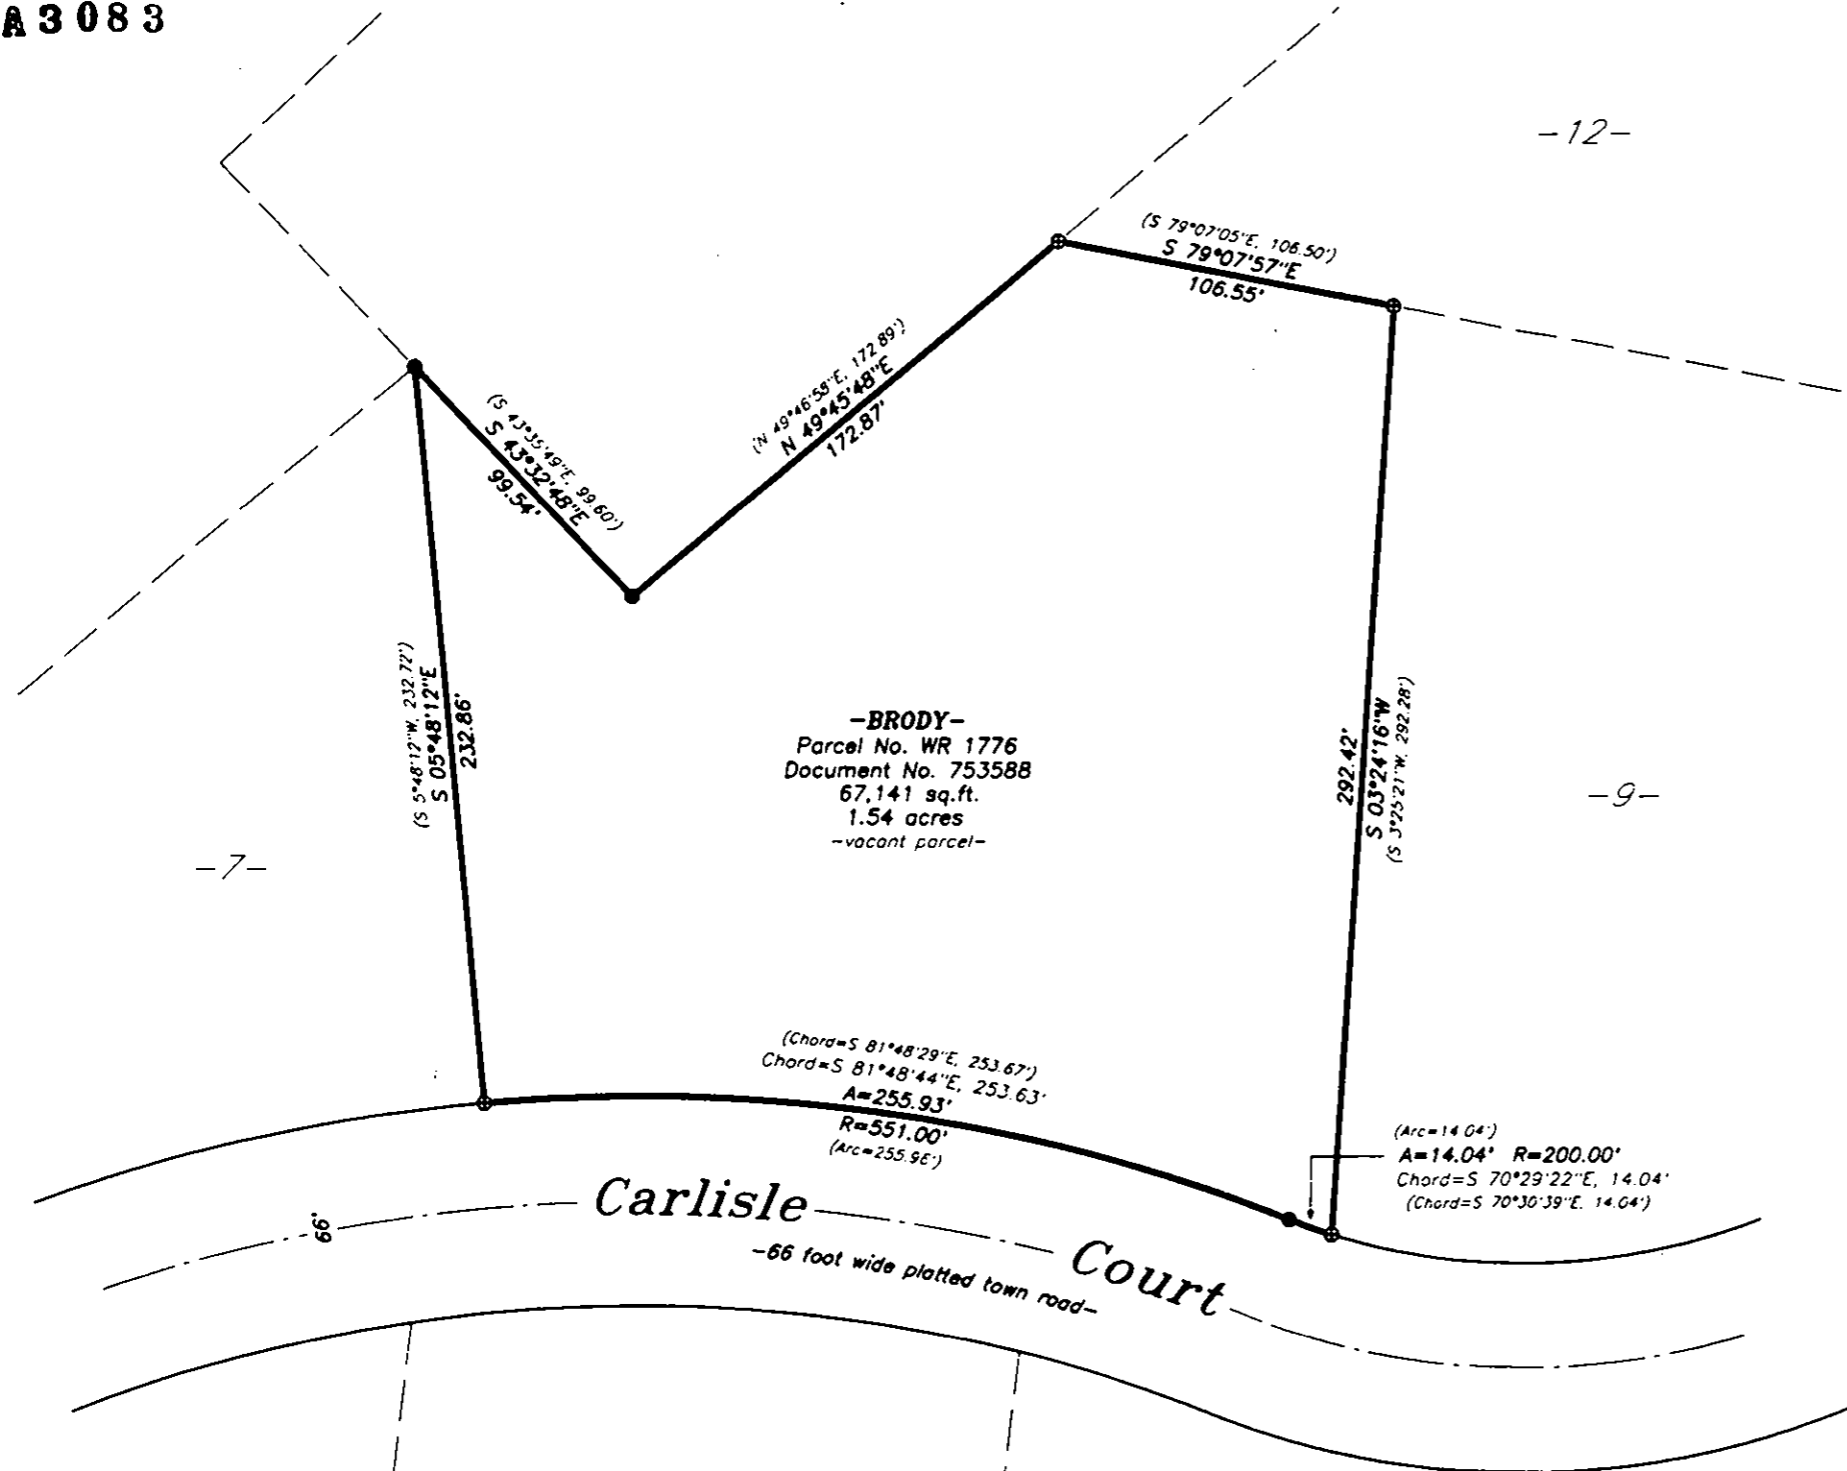 A3083
-12-
(S 79°07'05"E, 106.50')
S 79°07'57"E
106.55'
(N 49°46'58"E, 172.89')
N 49°45'48"E
172.87'
(S 43°35'49"E, 99.60')
S 43°32'48"E
99.54'
(S 5°48'12"W, 232.72')
S 05°48'12"E
232.86'
-BRODY-
Parcel No. WR 1776
Document No. 753588
67,141 sq.ft.
1.54 acres
-vacant parcel-
292.42'
S 03°24'16"W
(S 3°25'21"W, 292.28')
-9-
-7-
(Chord=S 81°48'29"E, 253.67')
Chord=S 81°48'44"E, 253.63'
A=255.93'
R=551.00'
(Arc=255.96')
(Arc=14.04')
A=14.04' R=200.00'
Chord=S 70°29'22"E, 14.04'
(Chord=S 70°30'39"E, 14.04')
66'
Carlisle Court
-66 foot wide platted town road-